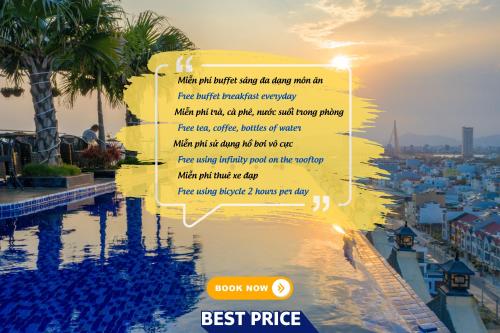 Miễn phí buffet sáng đa dạng món ăn
Free buffet breakfast everyday
Miễn phí trà, cà phê, nước suối trong phòng
Free tea, coffee, bottles of water
Miễn phí sử dụng hồ bơi vô cực
Free using infinity pool on the rooftop
Miễn phí thuê xe đạp
Free using bicycle 2 hours per day
BOOK NOW
BEST PRICE